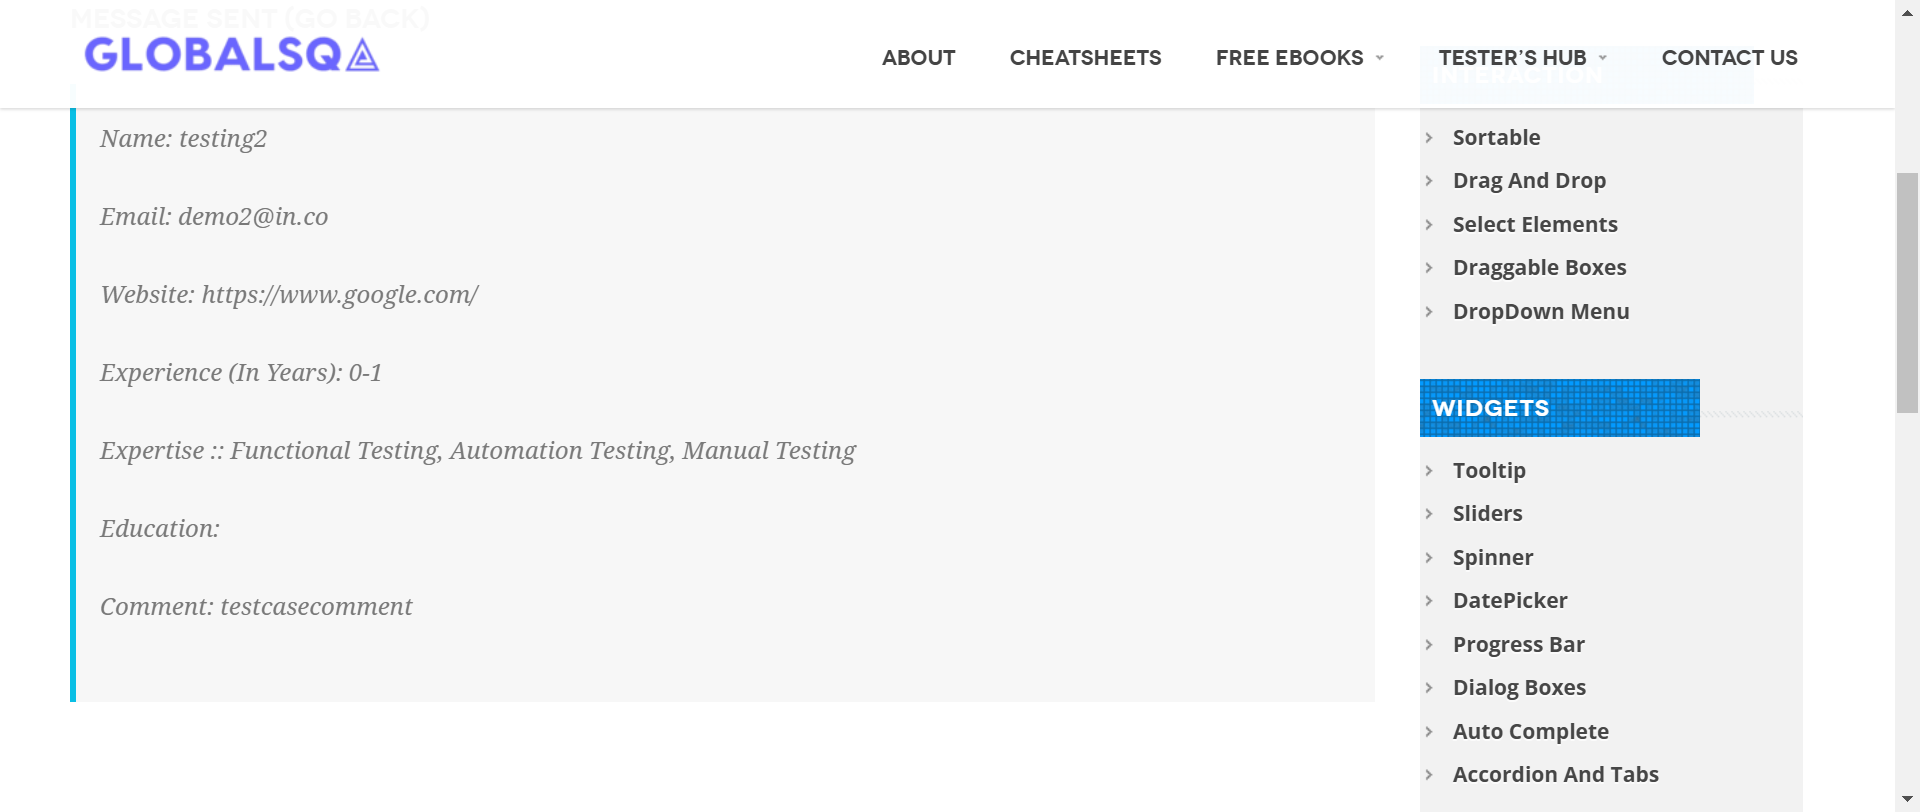 MESSAGE SENT (GO BACK)
GLOBALSQA
ABOUT
CHEATSHEETS
FREE EBOOKS
TESTER’S HUB
CONTACT US
Name: testing2
Email: demo2@in.co
Website: https://www.google.com/
Experience (In Years): 0-1
Expertise :: Functional Testing, Automation Testing, Manual Testing
Education:
Comment: testcasecomment
INTERACTION
Sortable
Drag And Drop
Select Elements
Draggable Boxes
DropDown Menu
WIDGETS
Tooltip
Sliders
Spinner
DatePicker
Progress Bar
Dialog Boxes
Auto Complete
Accordion And Tabs